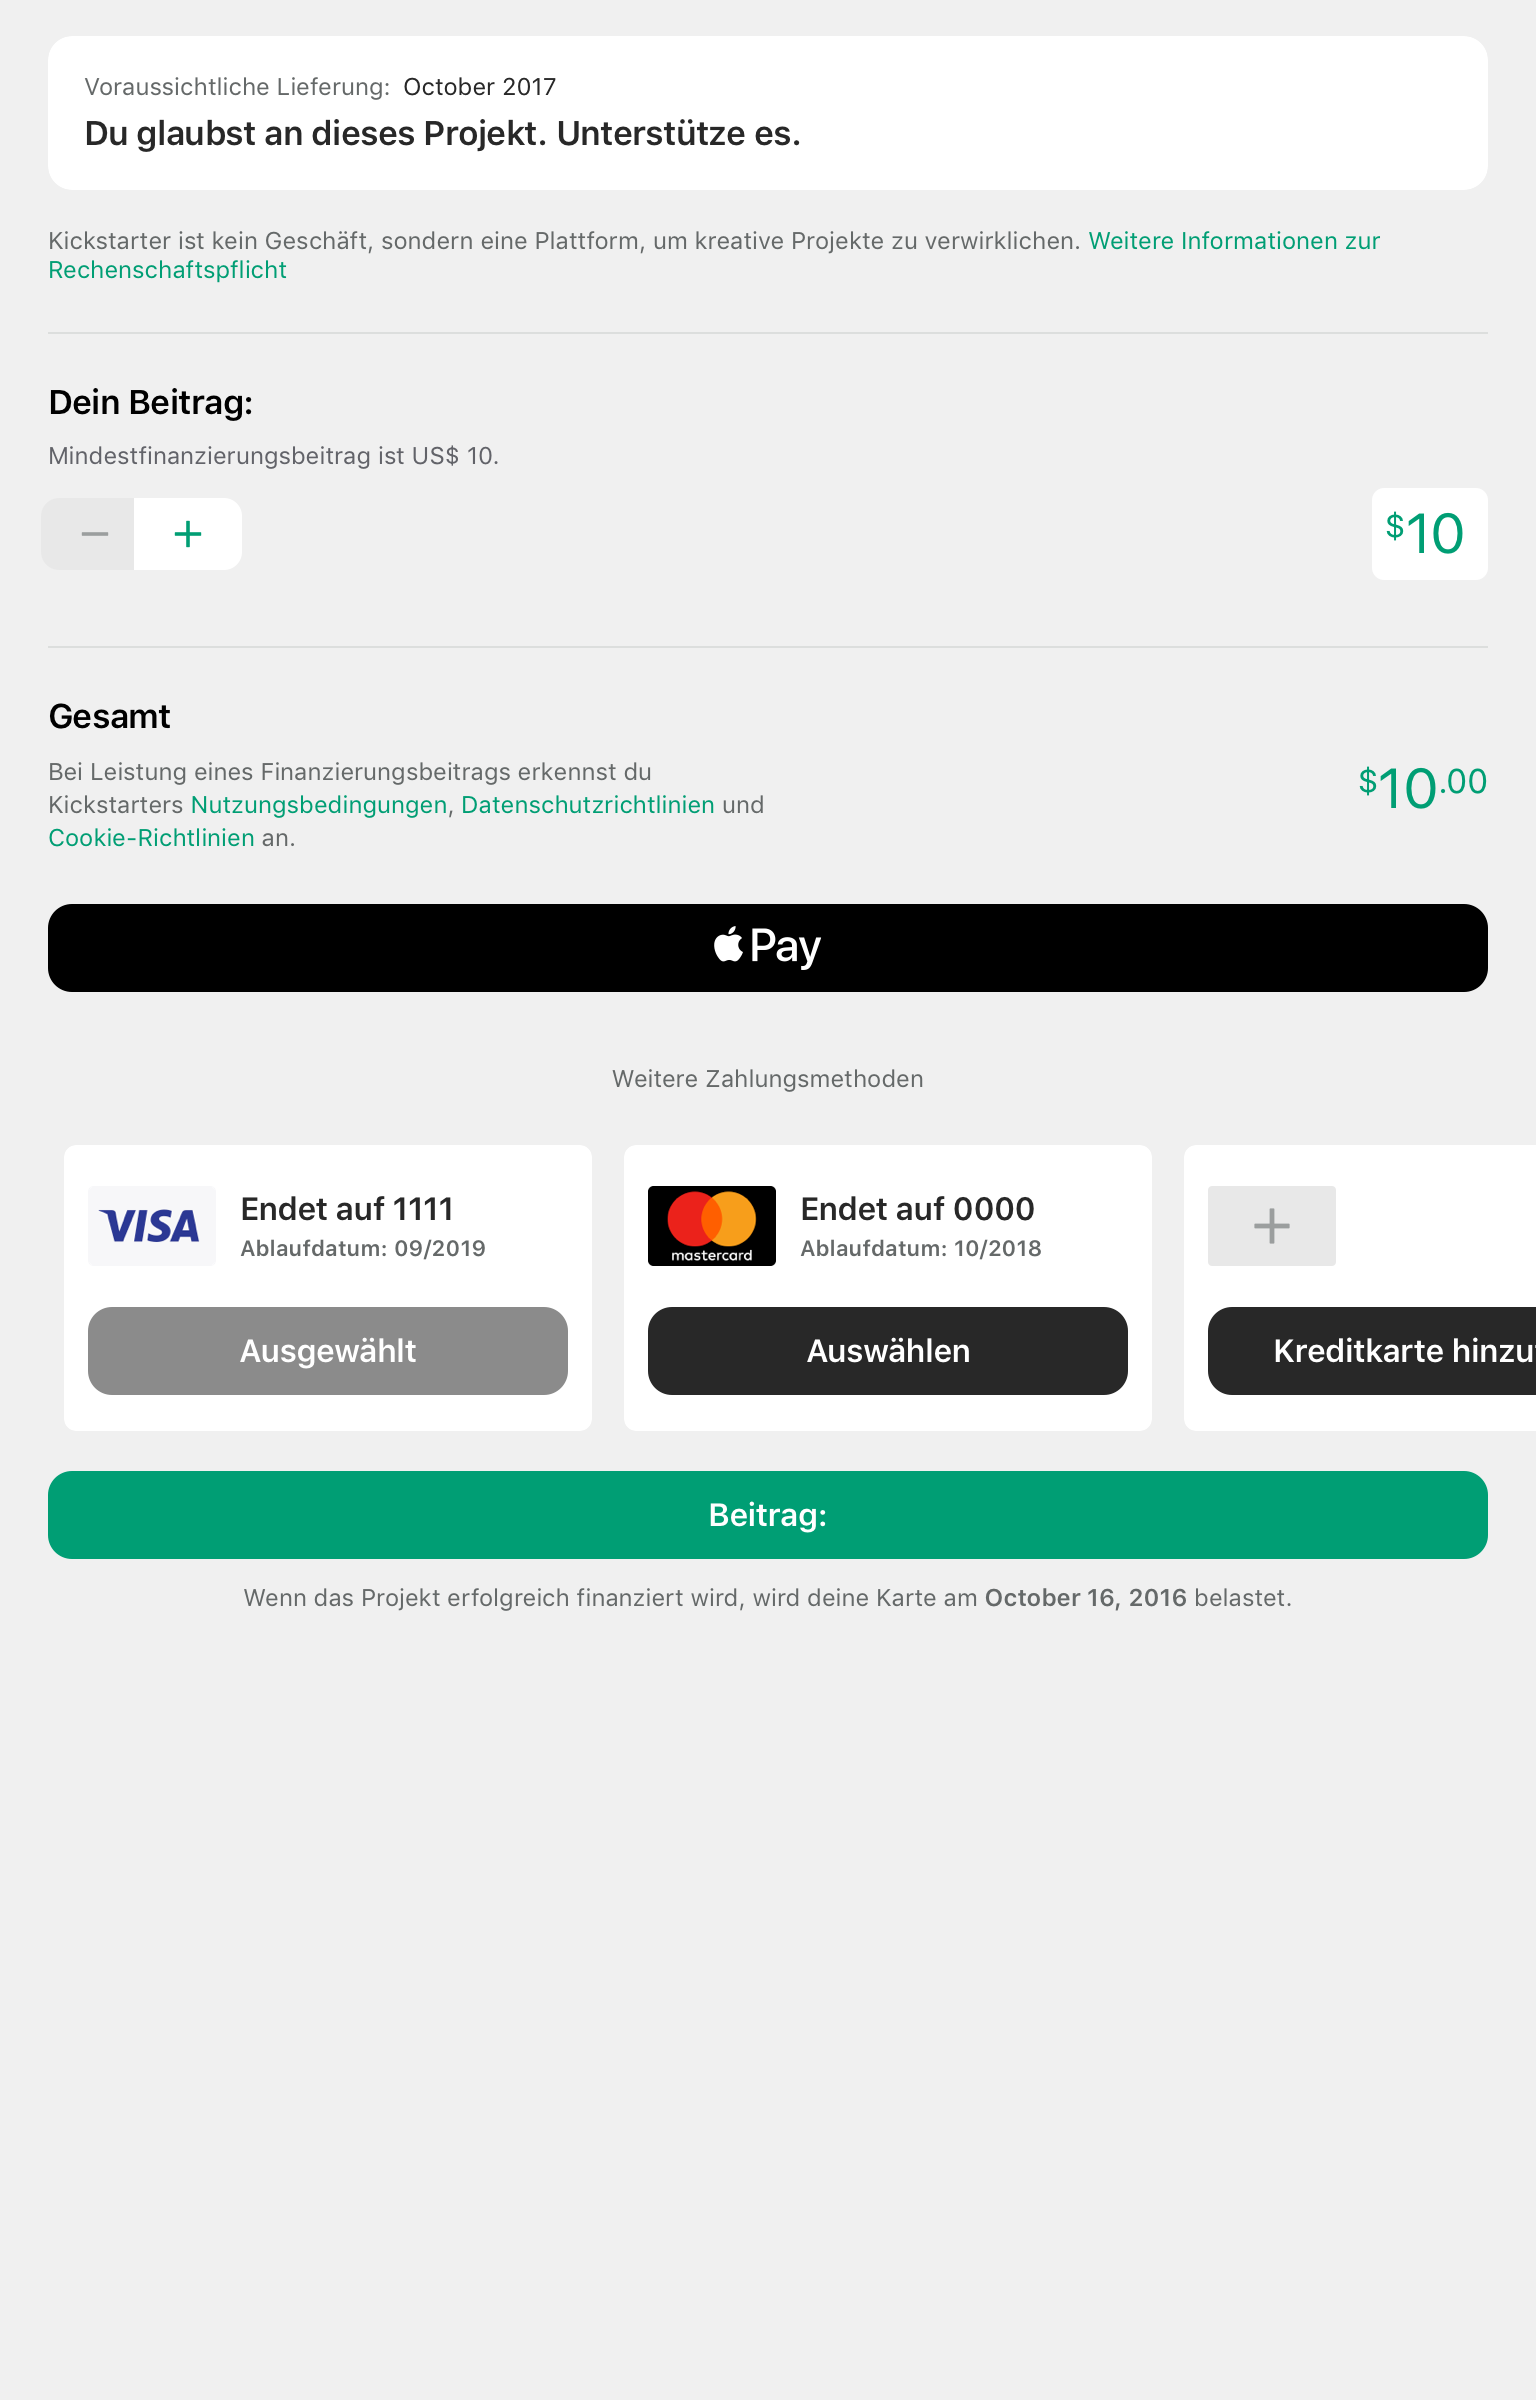 Voraussichtliche Lieferung: October 2017
Du glaubst an dieses Projekt. Unterstütze es.
Kickstarter ist kein Geschäft, sondern eine Plattform, um kreative Projekte zu verwirklichen. Weitere Informationen zur
Rechenschaftspflicht
Dein Beitrag:
Mindestfinanzierungsbeitrag ist US$ 10.
$10
Gesamt
Bei Leistung eines Finanzierungsbeitrags erkennst du
Kickstarters Nutzungsbedingungen, Datenschutzrichtlinien und
Cookie-Richtlinien an.
$10.00
Pay
Weitere Zahlungsmethoden
VISA
Endet auf 1111
Ablaufdatum: 09/2019
Ausgewählt
mastercard
Endet auf 0000
Ablaufdatum: 10/2018
Auswählen
Kreditkarte
Beitrag:
Wenn das Projekt erfolgreich finanziert wird, wird deine Karte am October 16, 2016 belastet.